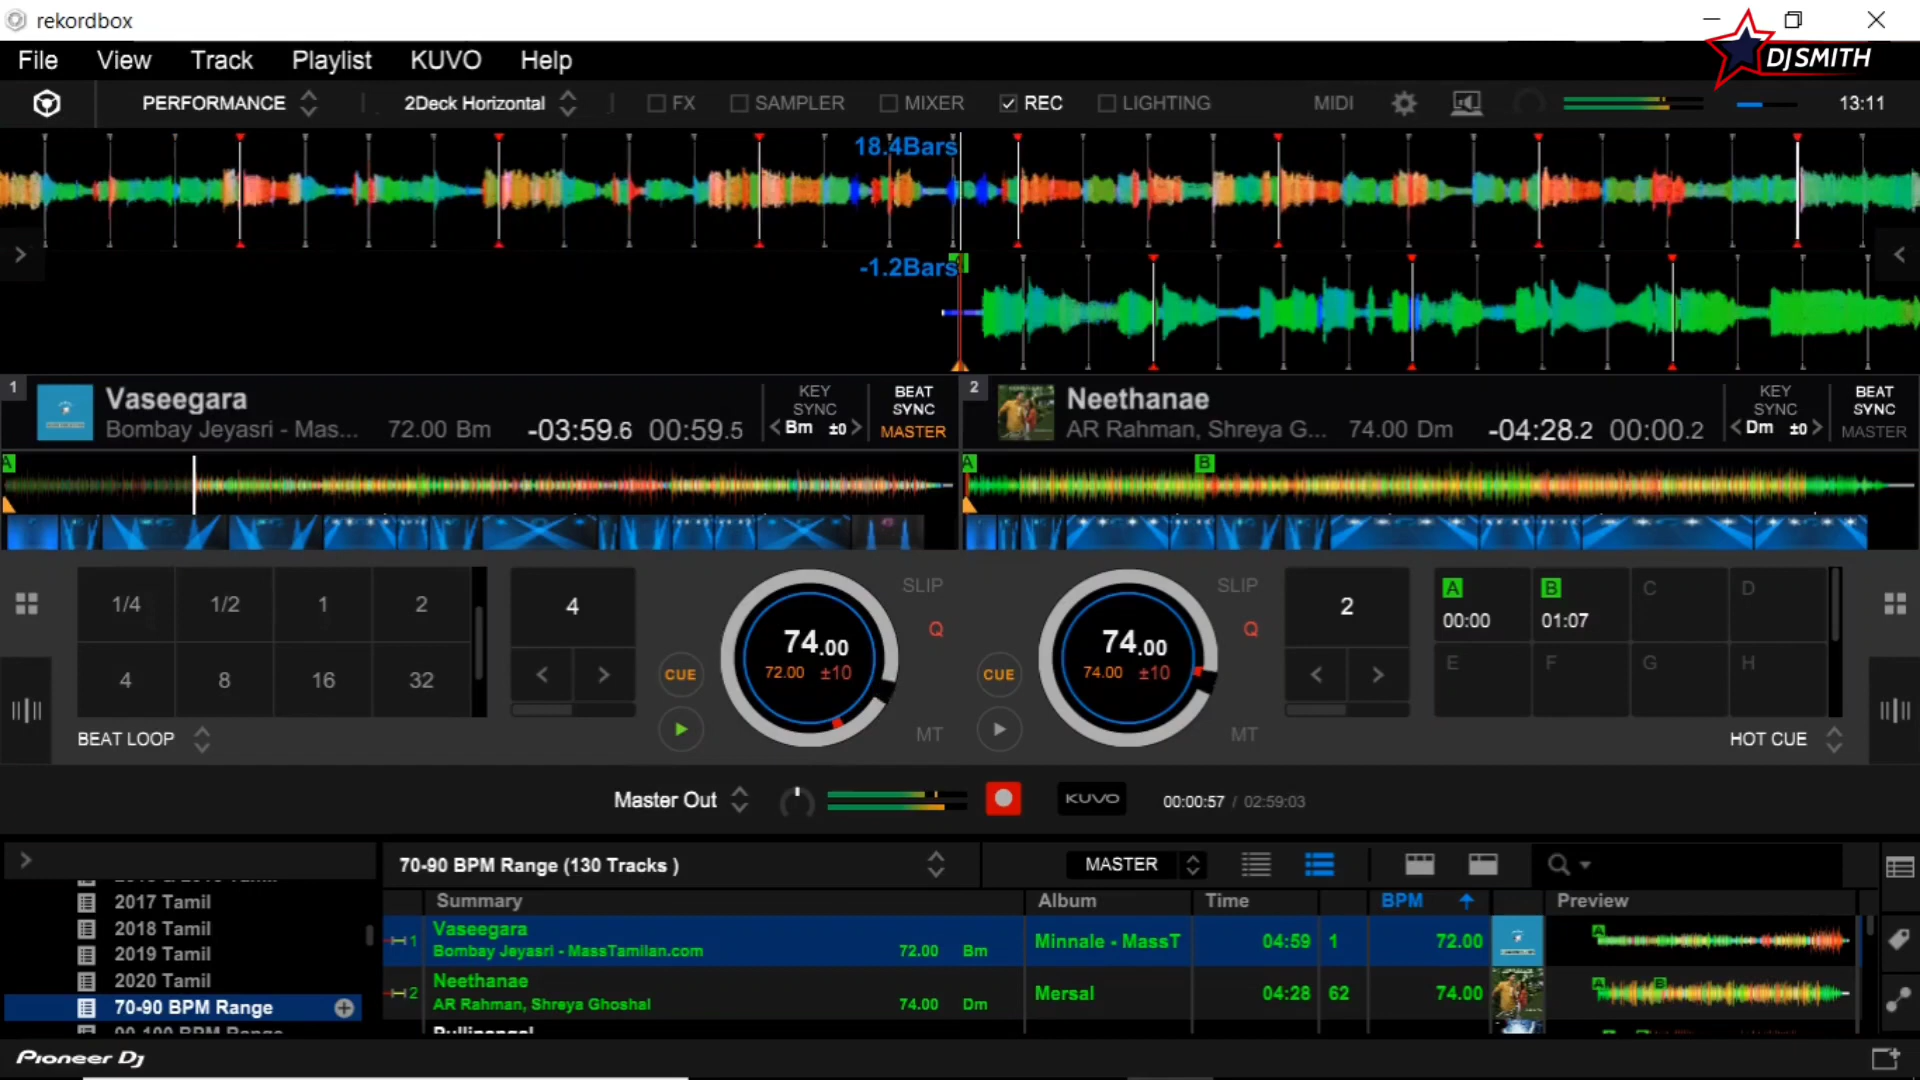 rekordbox
File View Track Playlist KUVO Help
DJ SMITH
PERFORMANCE 2Deck Horizontal FX SAMPLER MIXER REC LIGHTING MIDI 13:11
18.4Bars
-1.2Bars
1 Vaseegara
Bombay Jeyasri - Mas... 72.00 Bm -03:59.6 00:59.5
KEY SYNC
< Bm ±0 >
BEAT SYNC
MASTER
2 Neethanae
AR Rahman, Shreya G... 74.00 Dm -04:28.2 00:00.2
KEY SYNC
< Dm ±0 >
BEAT SYNC
MASTER
A
A B
1/4 1/2 1 2
4 8 16 32
BEAT LOOP
4
< >
CUE
74.00
72.00 ±10
SLIP
Q
MT
CUE
74.00
74.00 ±10
SLIP
Q
MT
2
< >
A B C D
00:00 01:07
E F G H
HOT CUE
Master Out KUVO 00:00:57 / 02:59:03
2017 Tamil
2018 Tamil
2019 Tamil
2020 Tamil
70-90 BPM Range
90-100 BPM Range
70-90 BPM Range (130 Tracks ) MASTER
Summary Album Time BPM Preview
1 Vaseegara
Bombay Jeyasri - MassTamilan.com 72.00 Bm Minnale - MassT 04:59 1 72.00
2 Neethanae
AR Rahman, Shreya Ghoshal 74.00 Dm Mersal 04:28 62 74.00
Pioneer Dj